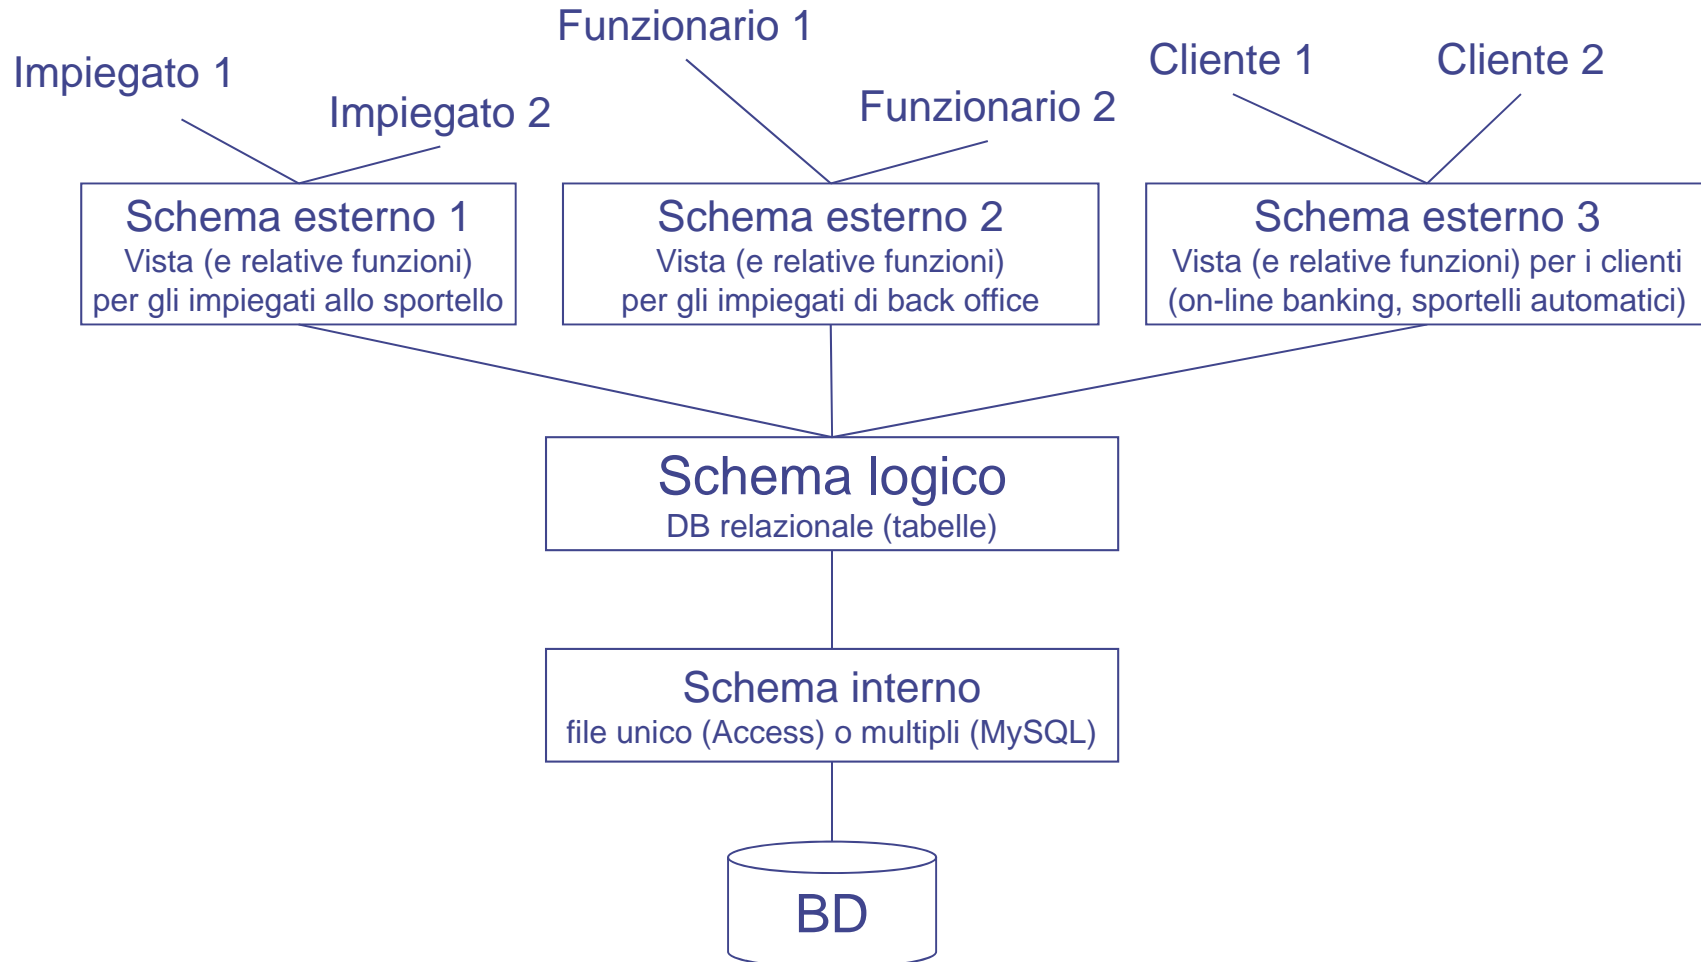 Funzionario 1
Impiegato 1
Cliente 1
Cliente 2
Impiegato 2
Funzionario 2
Schema esterno 1
Vista (e relative funzioni)
per gli impiegati allo sportello
Schema esterno 2
Vista (e relative funzioni)
per gli impiegati di back office
Schema esterno 3
Vista (e relative funzioni) per i clienti
(on-line banking, sportelli automatici)
Schema logico
DB relazionale (tabelle)
Schema interno
file unico (Access) o multipli (MySQL)
BD